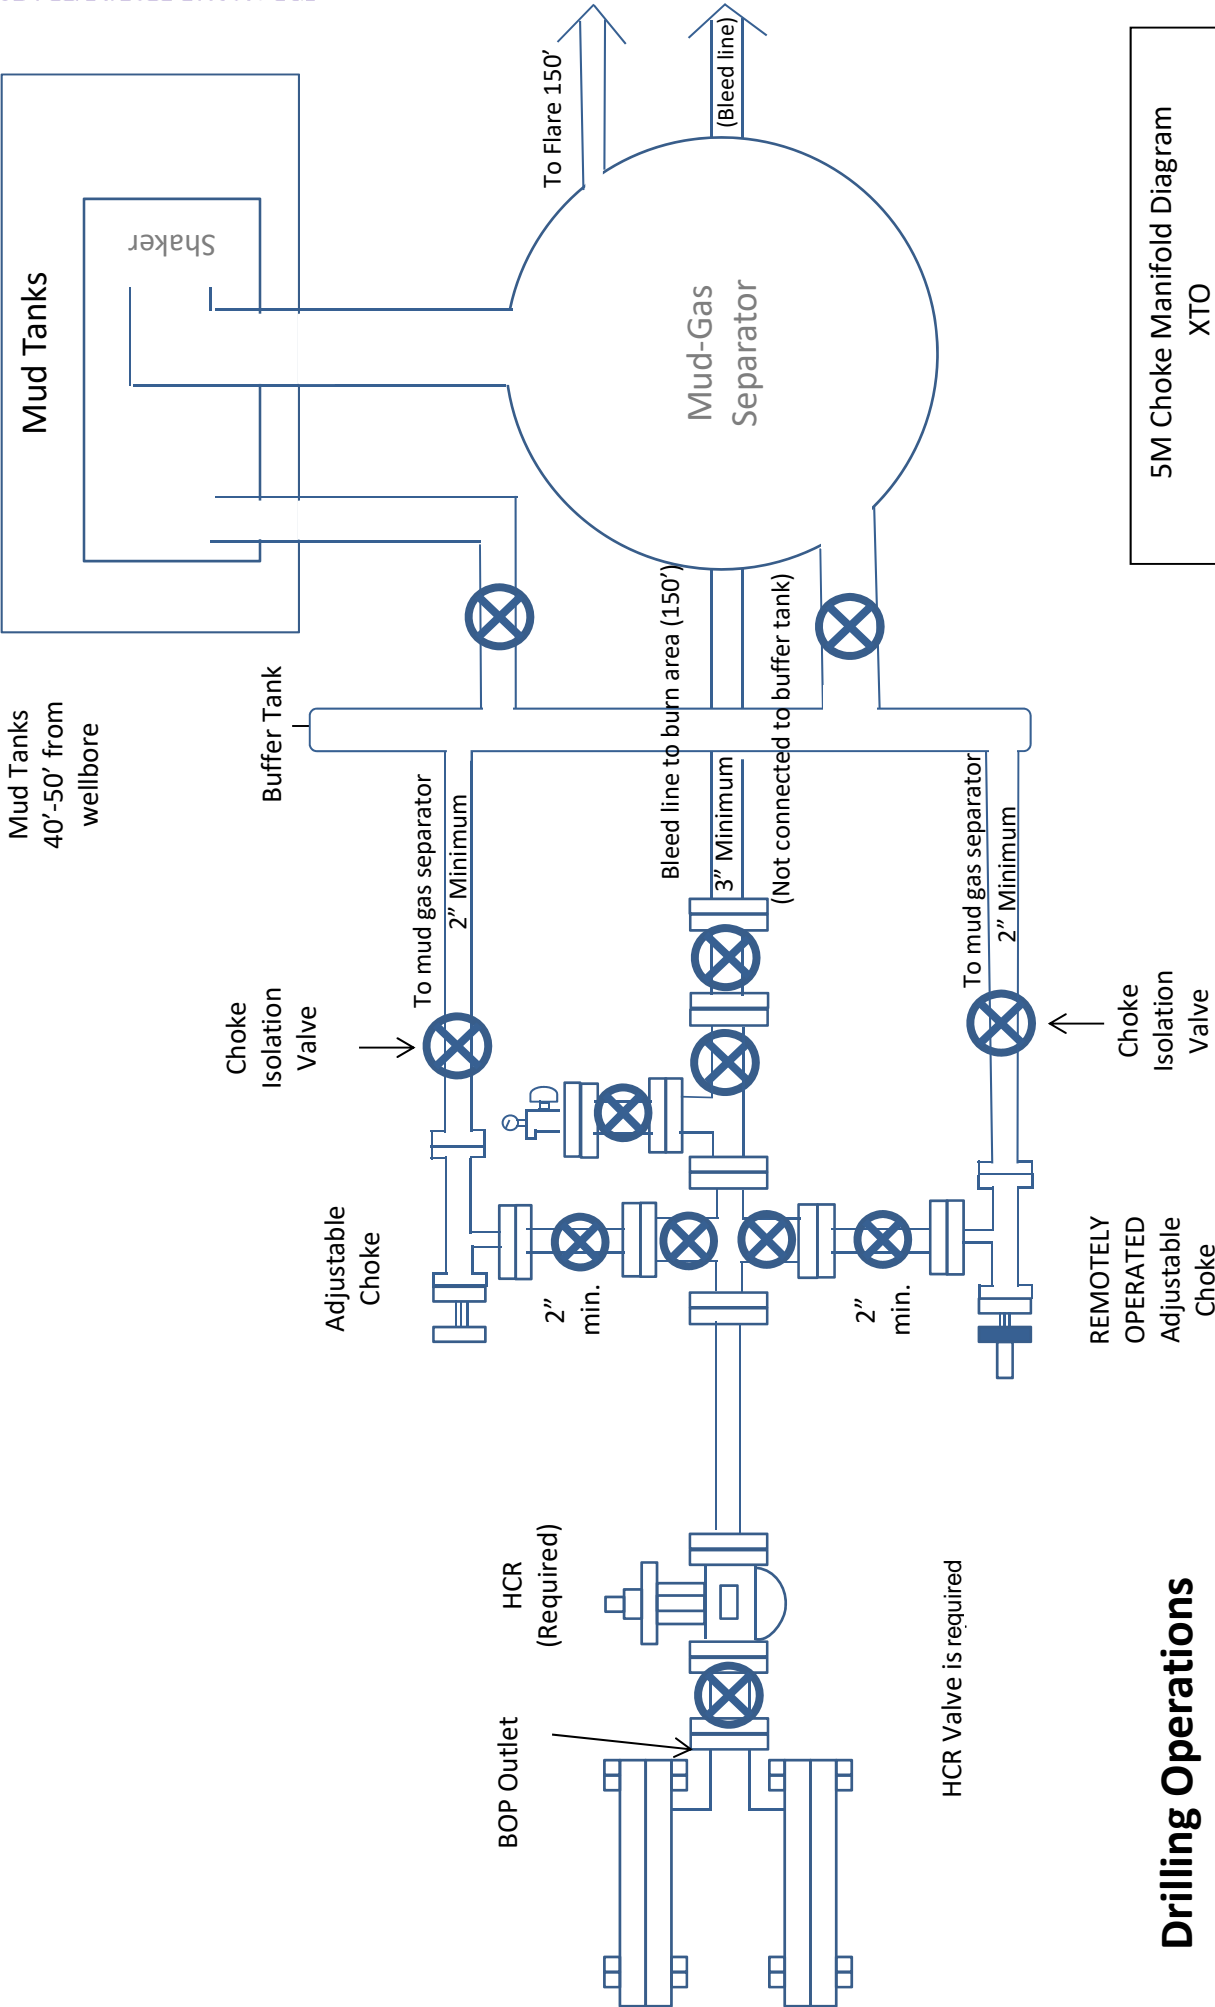 Mud Tanks
40'-50' from
wellbore
Mud Tanks
Shaker
Buffer Tank
Choke
Isolation
Valve
Adjustable
Choke
To mud gas separator
2” Minimum
HCR
(Required)
BOP Outlet
2”
min.
To Flare 150’
Bleed line to burn area (150’)
3” Minimum
(Not connected to buffer tank)
Mud-Gas
Separator
(Bleed line)
2”
min.
To mud gas separator
2” Minimum
HCR Valve is required
REMOTELY
OPERATED
Adjustable
Choke
Choke
Isolation
Valve
Drilling Operations
5M Choke Manifold Diagram
XTO